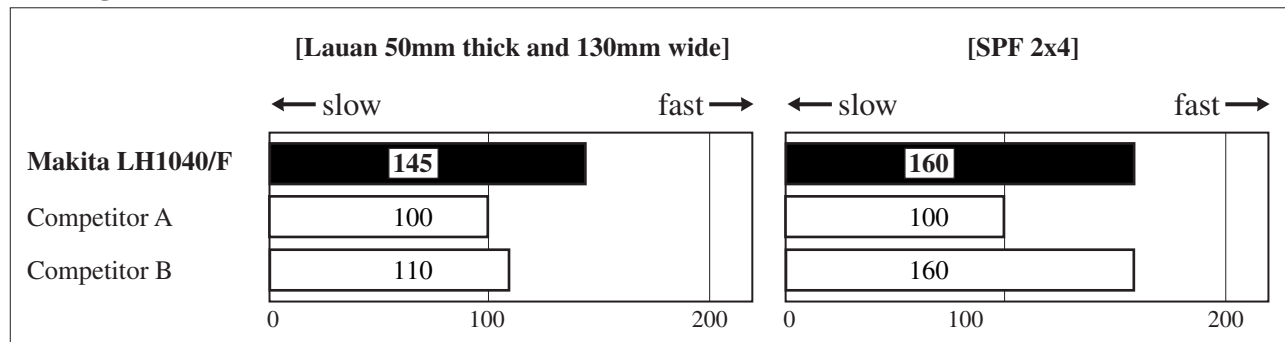 [Lauan 50mm thick and 130mm wide] [SPF 2x4]
slow fast slow fast
Makita LH1040/F 145 160
Competitor A 100 100
Competitor B 110 160
0 100 200 0 100 200